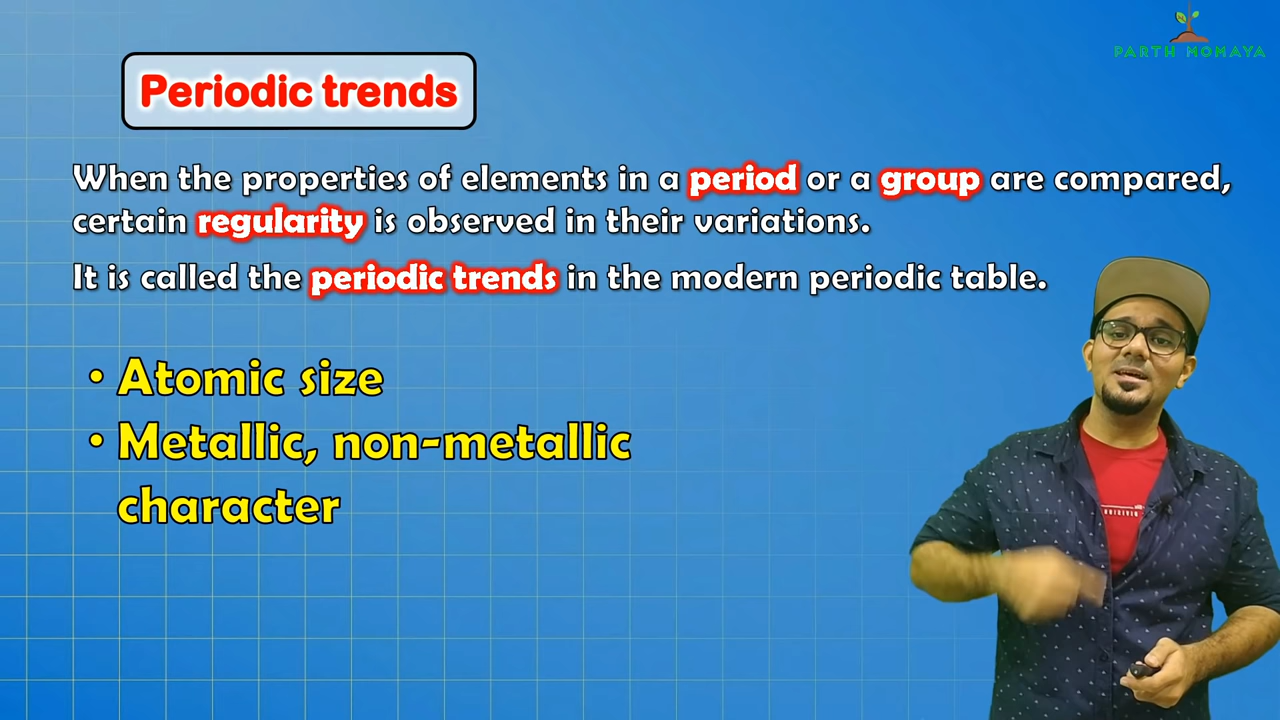 PARTH MOMAYA
Periodic trends
When the properties of elements in a period or a group are compared,
certain regularity is observed in their variations.
It is called the periodic trends in the modern periodic table.
• Atomic size
• Metallic, non-metallic
character